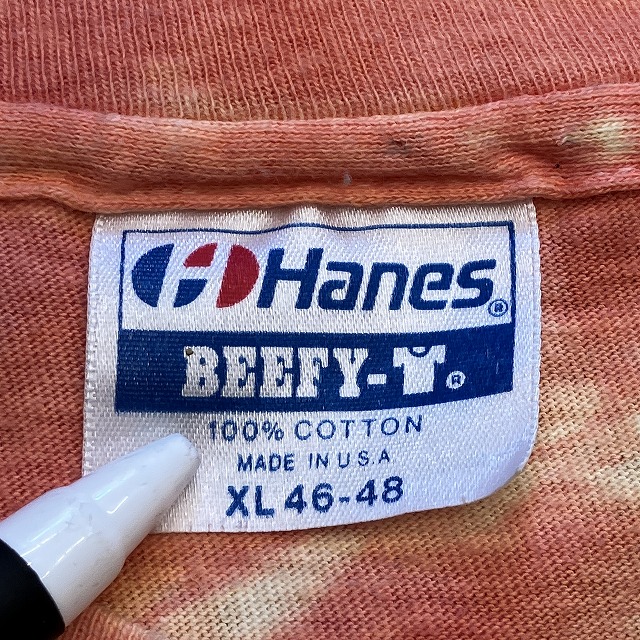 Hanes®
BEEFY-T®
100% COTTON
MADE IN U.S.A
XL 46-48